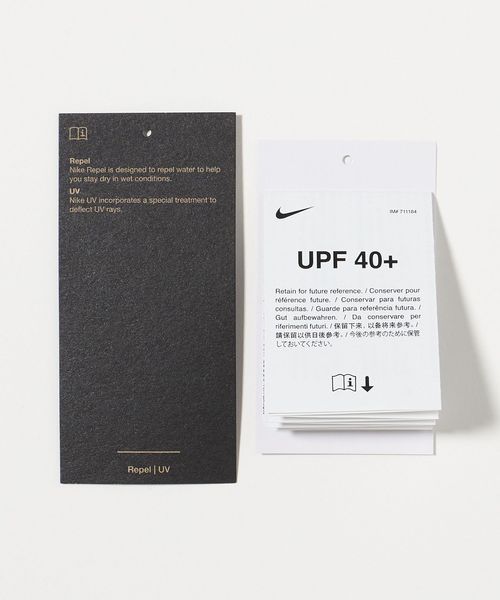 Repel
Nike Repel is designed to repel water to help
you stay dry in wet conditions.
UV
Nike UV incorporates a special treatment to
deflect UV rays.
Repel | UV
IM# 711184
UPF 40+
Retain for future reference. / Conserver pour
référence future. / Conservar para futuras
consultas. / Guarde para referência futura. /
Gut aufbewahren. / Da conservare per
riferimenti futuri. / 保留下来，以备将来参考。/
請保留以供日後參考。/ 今後の参考のために保管
しておいてください。